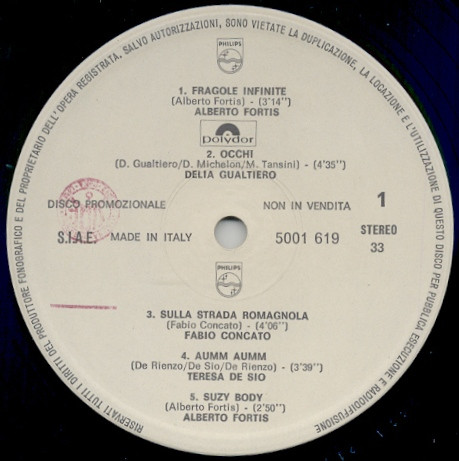 RISERVATI TUTTI I DIRITTI DEL PRODUTTORE FONOGRAFICO E DEL PROPRIETARIO DELL'OPERA REGISTRATA. SALVO AUTORIZZAZIONI, SONO VIETATE LA DUPLICAZIONE, LA LOCAZIONE E L'UTILIZZAZIONE DI QUESTO DISCO PER PUBBLICA ESECUZIONE E RADIODIFFUSIONE
PHILIPS
1. FRAGOLE INFINITE
(Alberto Fortis) - (3'14'')
ALBERTO FORTIS
polydor
2. OCCHI
(D. Gualtiero/D. Michelon/M. Tansini) - (4'35'')
DELIA GUALTIERO
DISCO PROMOZIONALE NON IN VENDITA 1
S.I.A.E. MADE IN ITALY 5001 619 STEREO
33
PHILIPS
3. SULLA STRADA ROMAGNOLA
(Fabio Concato) - (4'06'')
FABIO CONCATO
4. AUMM AUMM
(De Rienzo/De Sio/De Rienzo) - (3'39'')
TERESA DE SIO
5. SUZY BODY
(Alberto Fortis) - (2'50'')
ALBERTO FORTIS